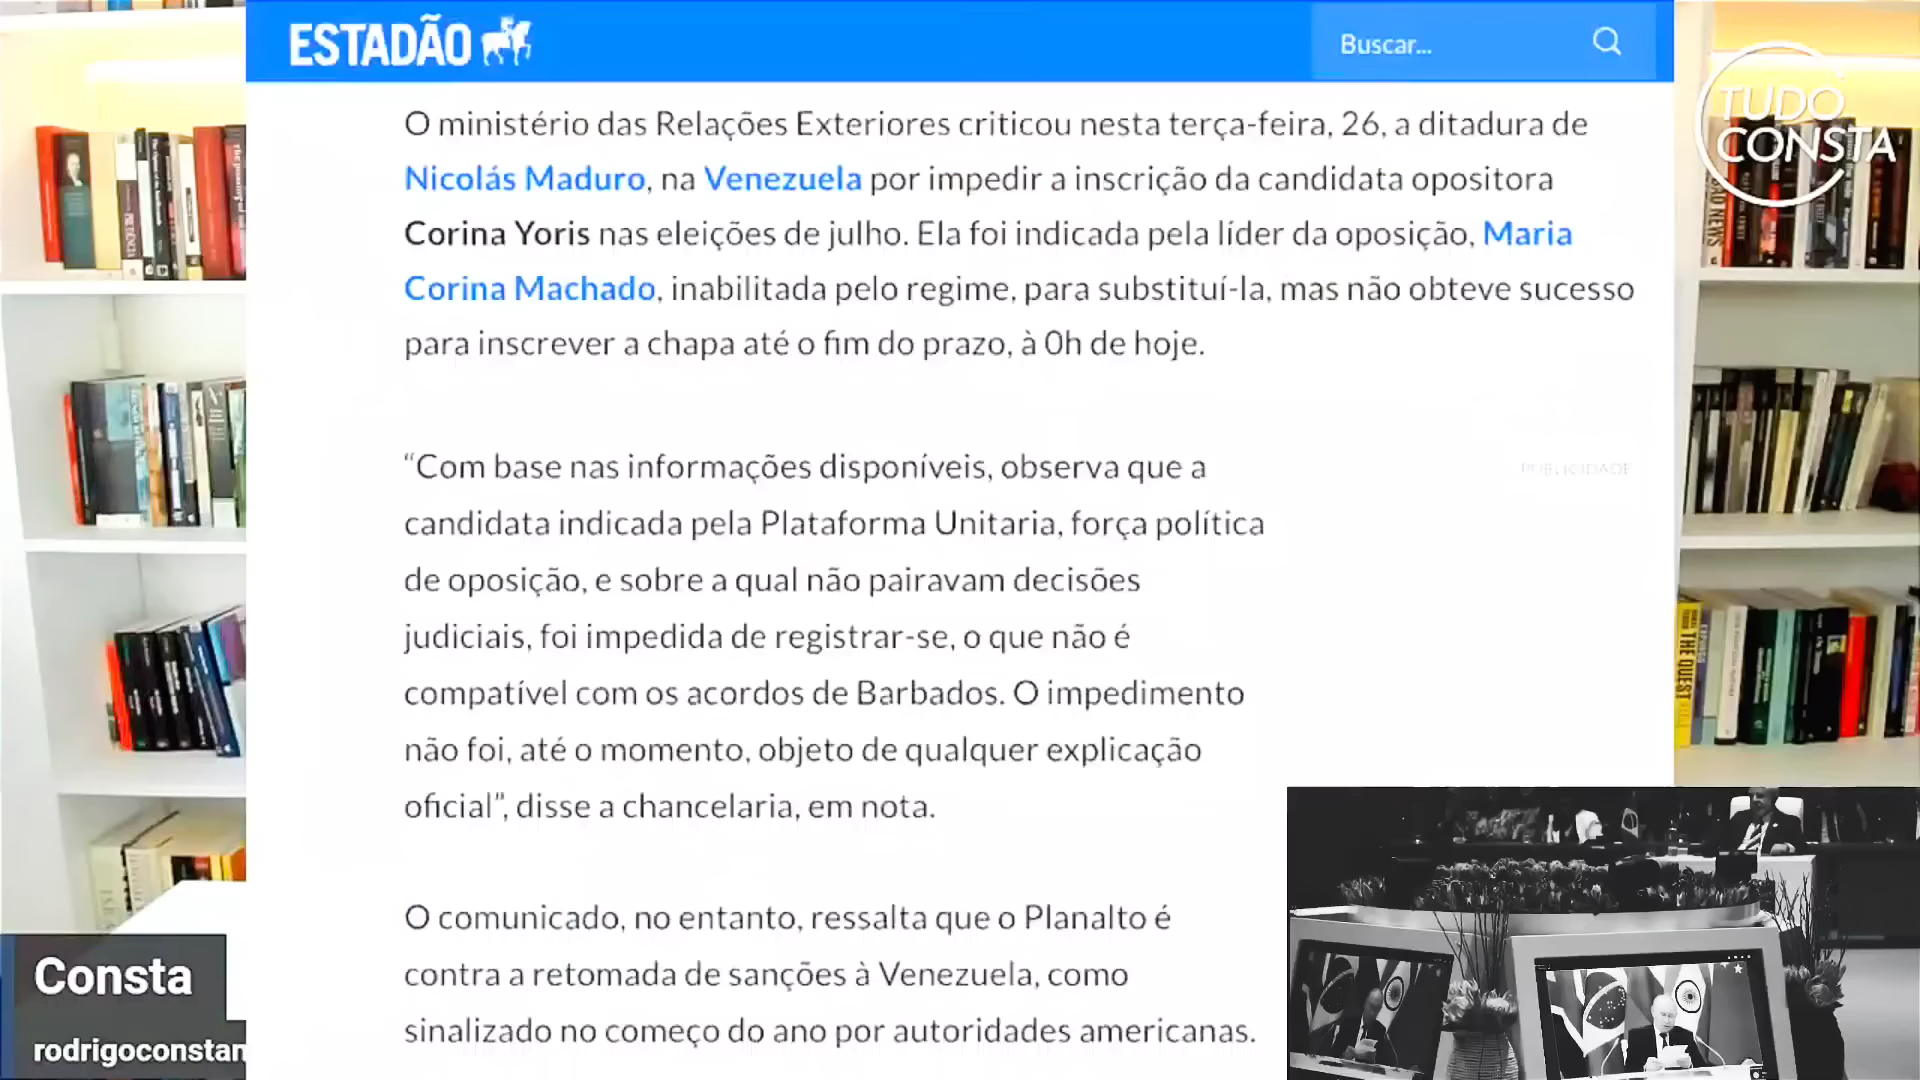 ESTADÃO
Buscar...
TUDO
CONSTA
O ministério das Relações Exteriores criticou nesta terça-feira, 26, a ditadura de
Nicolás Maduro, na Venezuela por impedir a inscrição da candidata opositora
Corina Yoris nas eleições de julho. Ela foi indicada pela líder da oposição, Maria
Corina Machado, inabilitada pelo regime, para substituí-la, mas não obteve sucesso
para inscrever a chapa até o fim do prazo, à 0h de hoje.
“Com base nas informações disponíveis, observa que a
candidata indicada pela Plataforma Unitaria, força política
de oposição, e sobre a qual não pairavam decisões
judiciais, foi impedida de registrar-se, o que não é
compatível com os acordos de Barbados. O impedimento
não foi, até o momento, objeto de qualquer explicação
oficial”, disse a chancelaria, em nota.
PUBLICIDADE
O comunicado, no entanto, ressalta que o Planalto é
contra a retomada de sanções à Venezuela, como
sinalizado no começo do ano por autoridades americanas.
THE QUEST
Consta
rodrigoconstan